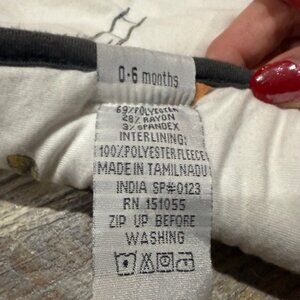 0-6 months
69%POLYESTER
28% RAYON
3% SPANDEX
INTERLINING:
100%POLYESTER FLEECE
MADE IN TAMILNADU
INDIA SP#0123
RN 151055
ZIP UP BEFORE
WASHING